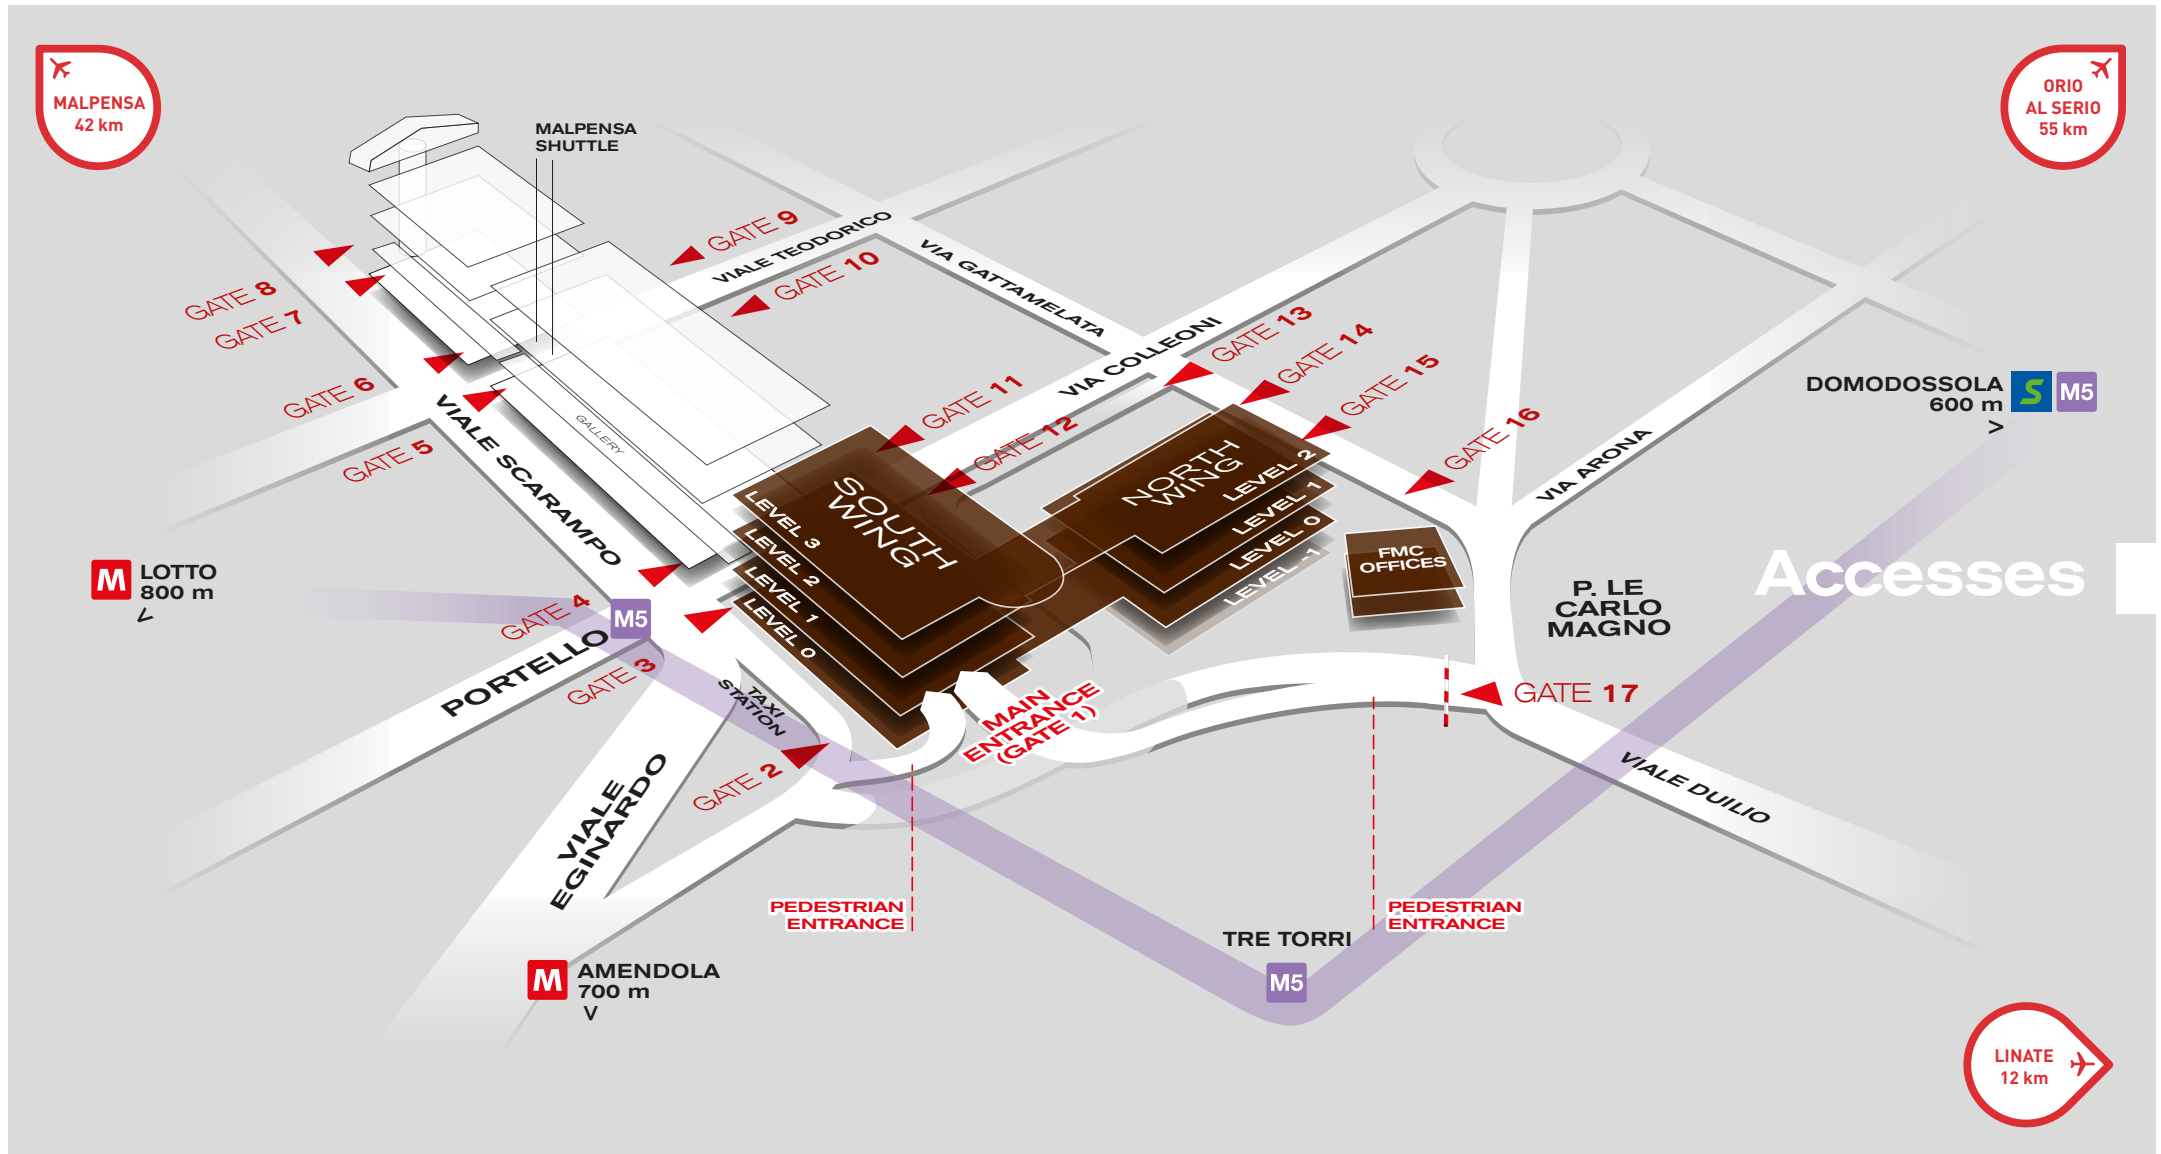 MALPENSA
42 km
ORIO
AL SERIO
55 km
MALPENSA
SHUTTLE
GATE 9
VIALE TEODORICO
GATE 10
VIA GATTAMELATA
GATE 8
GATE 7
GATE 6
GATE 5
VIALE SCARAMPO
GALLERY
VIA COLLEONI
GATE 13
GATE 14
GATE 15
GATE 11
GATE 12
GATE 16
VIA ARONA
DOMODOSSOLA
600 m
S
M5
>
SOUTH
WING
LEVEL 3
LEVEL 2
LEVEL 1
LEVEL 0
NORTH
WING
LEVEL 2
LEVEL 1
LEVEL 0
LEVEL -1
FMC
OFFICES
Accesses
P. LE
CARLO
MAGNO
M
LOTTO
800 m
V
GATE 4
M5
PORTELLO
GATE 3
TAXI
STATION
GATE 2
MAIN
ENTRANCE
(GATE 1)
GATE 17
VIALE DUILIO
VIALE
EGINARDO
PEDESTRIAN
ENTRANCE
PEDESTRIAN
ENTRANCE
TRE TORRI
M5
M
AMENDOLA
700 m
V
LINATE
12 km